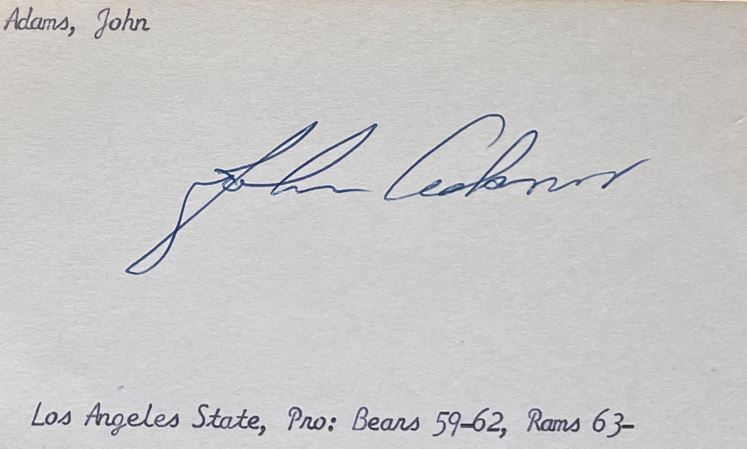 Adams, John
John Adams
Los Angeles State, Pro: Bears 59-62, Rams 63-